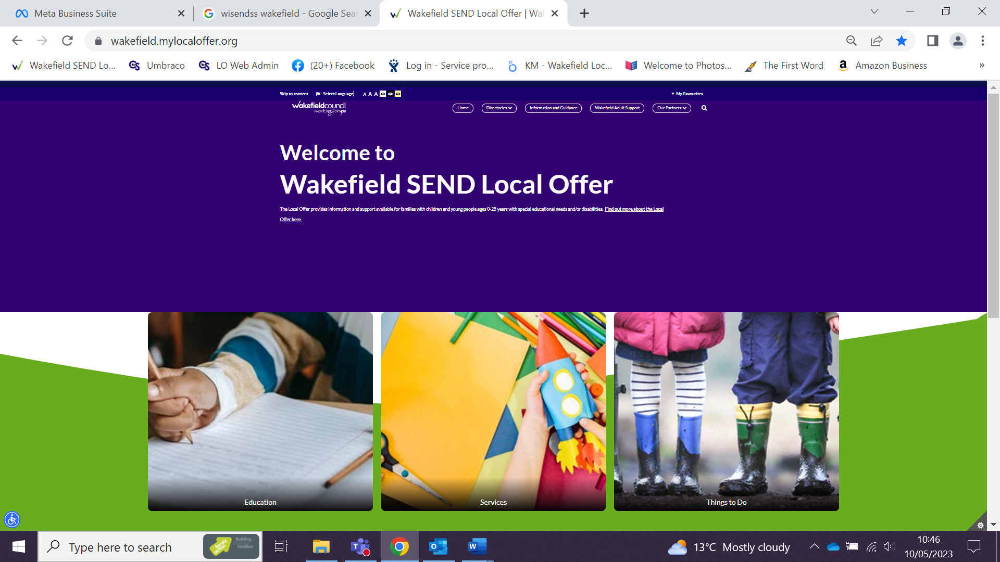 Meta Business Suite
wisendss wakefield - Google Sear
Wakefield SEND Local Offer | Wak
wakefield.mylocaloffer.org
Wakefield SEND Lo...
Umbraco
LO Web Admin
(20+) Facebook
Log in - Service pro...
KM - Wakefield Loc...
Welcome to Photos...
The First Word
Amazon Business
»
Skip to content
Select Language
A A A
My Favourites
wakefieldcouncil
working for you
Home
Directories
Information and Guidance
Wakefield Adult Support
Our Partners
Welcome to
Wakefield SEND Local Offer
The Local Offer provides information and support available for families with children and young people ages 0-25 years with special educational needs and/or disabilities. Find out more about the Local
Offer here.
Education
Services
Things to Do
Type here to search
family action
Building
families
13°C Mostly cloudy
10:46
10/05/2023